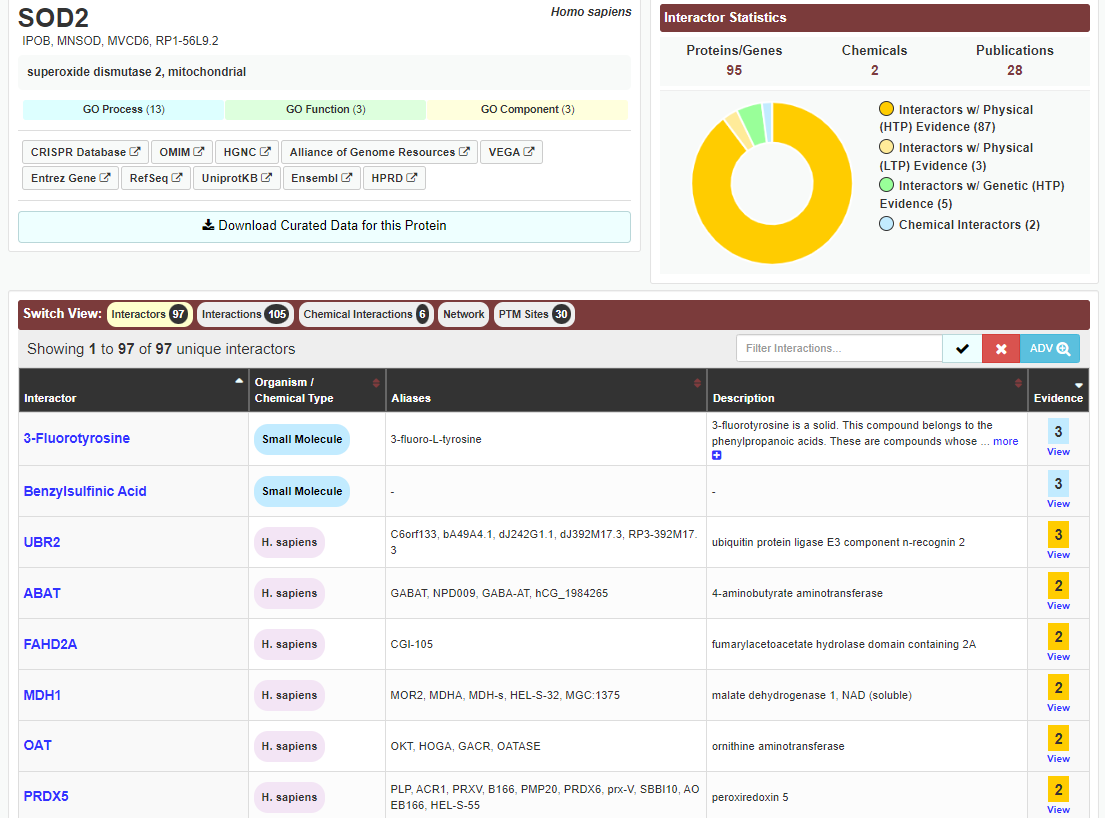 SOD2
Homo sapiens
IPOB, MNSOD, MVCD6, RP1-56L9.2
superoxide dismutase 2, mitochondrial
GO Process (13)
GO Function (3)
GO Component (3)
CRISPR Database
OMIM
HGNC
Alliance of Genome Resources
VEGA
Entrez Gene
RefSeq
UniprotKB
Ensembl
HPRD
Download Curated Data for this Protein
Interactor Statistics
Proteins/Genes
Chemicals
Publications
95
2
28
Interactors w/ Physical
(HTP) Evidence (87)
Interactors w/ Physical
(LTP) Evidence (3)
Interactors w/ Genetic (HTP)
Evidence (5)
Chemical Interactors (2)
Switch View:
Interactors 97
Interactions 105
Chemical Interactions 6
Network
PTM Sites 30
Showing 1 to 97 of 97 unique interactors
Filter Interactions...
ADV
Interactor
Organism /
Chemical Type
Aliases
Description
Evidence
3-Fluorotyrosine
Small Molecule
3-fluoro-L-tyrosine
3-fluorotyrosine is a solid. This compound belongs to the
phenylpropanoic acids. These are compounds whose ... more
3
View
Benzylsulfinic Acid
Small Molecule
-
-
3
View
UBR2
H. sapiens
C6orf133, bA49A4.1, dJ242G1.1, dJ392M17.3, RP3-392M17.
3
ubiquitin protein ligase E3 component n-recognin 2
3
View
ABAT
H. sapiens
GABAT, NPD009, GABA-AT, hCG_1984265
4-aminobutyrate aminotransferase
2
View
FAHD2A
H. sapiens
CGI-105
fumarylacetoacetate hydrolase domain containing 2A
2
View
MDH1
H. sapiens
MOR2, MDHA, MDH-s, HEL-S-32, MGC:1375
malate dehydrogenase 1, NAD (soluble)
2
View
OAT
H. sapiens
OKT, HOGA, GACR, OATASE
ornithine aminotransferase
2
View
PRDX5
H. sapiens
PLP, ACR1, PRXV, B166, PMP20, PRDX6, prx-V, SBBI10, AO
EB166, HEL-S-55
peroxiredoxin 5
2
View